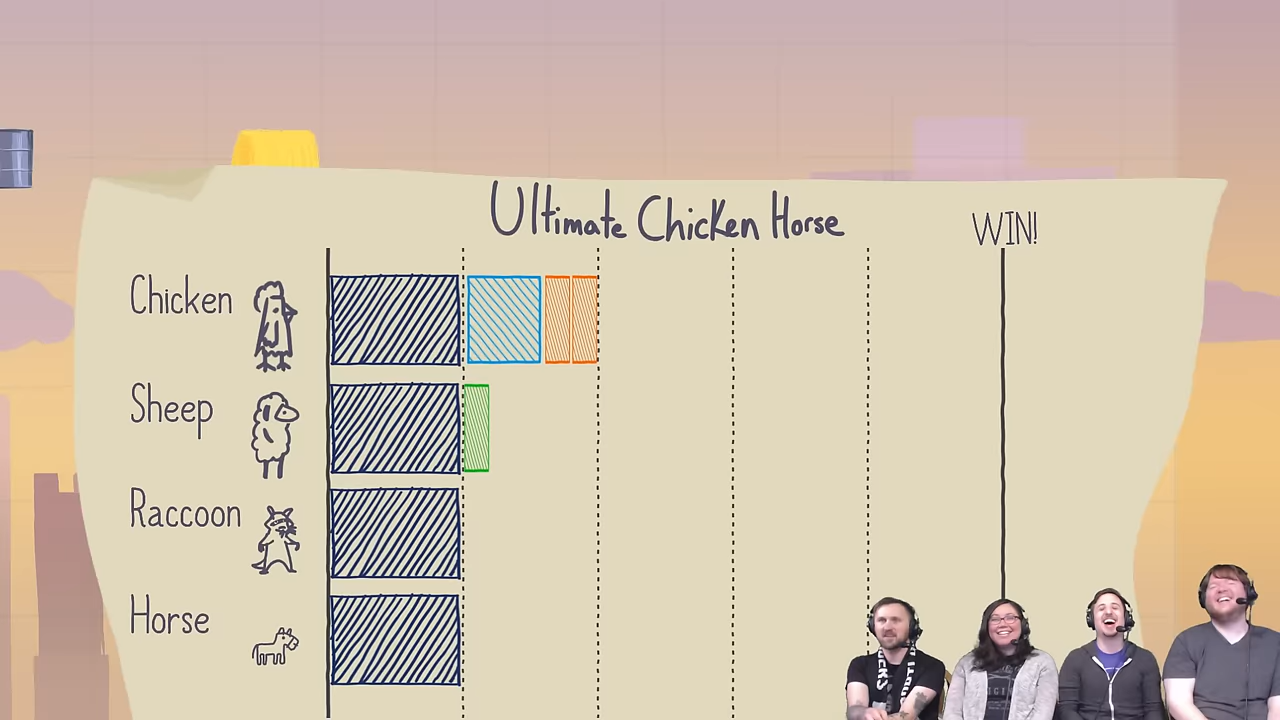 Ultimate Chicken Horse
WIN!
Chicken
Sheep
Raccoon
Horse